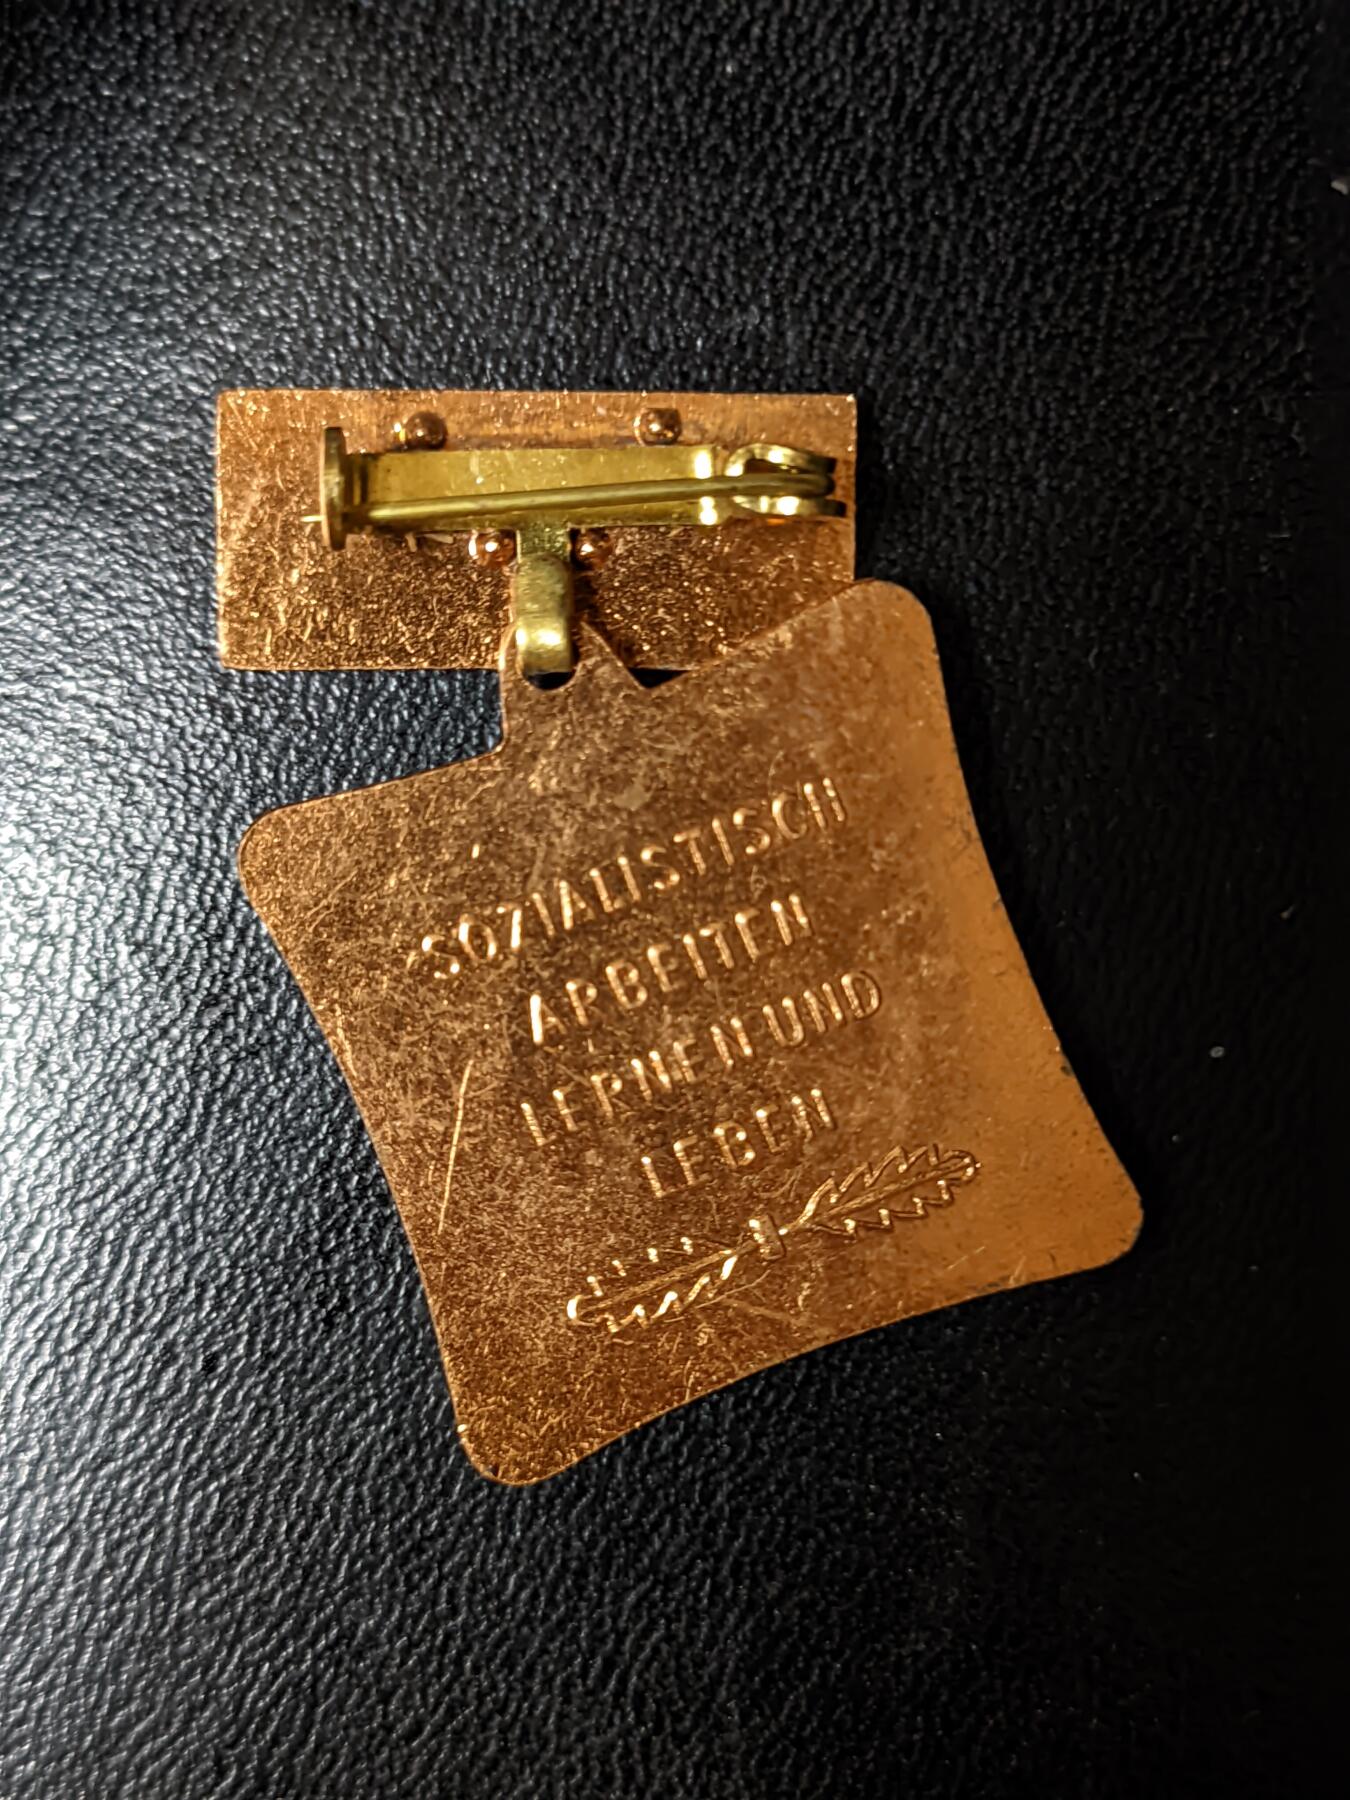 SOZIALISTISCH
ARBEITEN
LERNEN UND
LEBEN